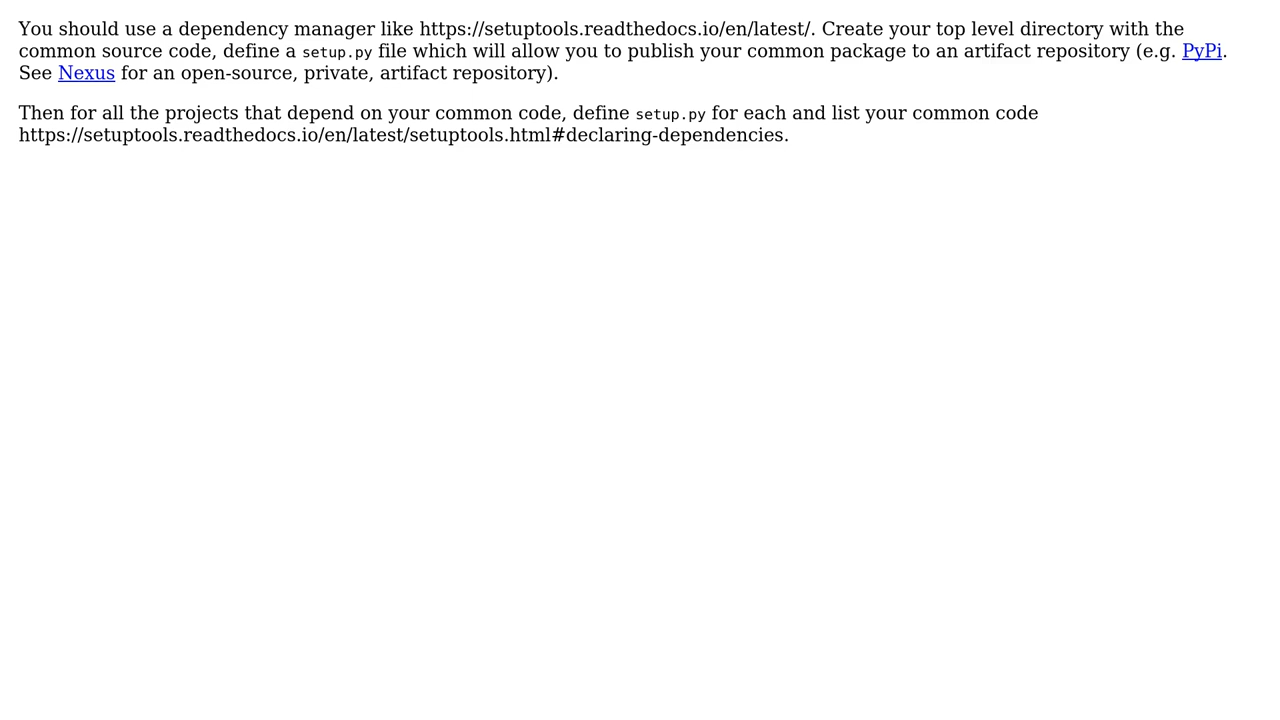 You should use a dependency manager like https://setuptools.readthedocs.io/en/latest/. Create your top level directory with the
common source code, define a setup.py file which will allow you to publish your common package to an artifact repository (e.g. PyPi.
See Nexus for an open-source, private, artifact repository).
Then for all the projects that depend on your common code, define setup.py for each and list your common code
https://setuptools.readthedocs.io/en/latest/setuptools.html#declaring-dependencies.